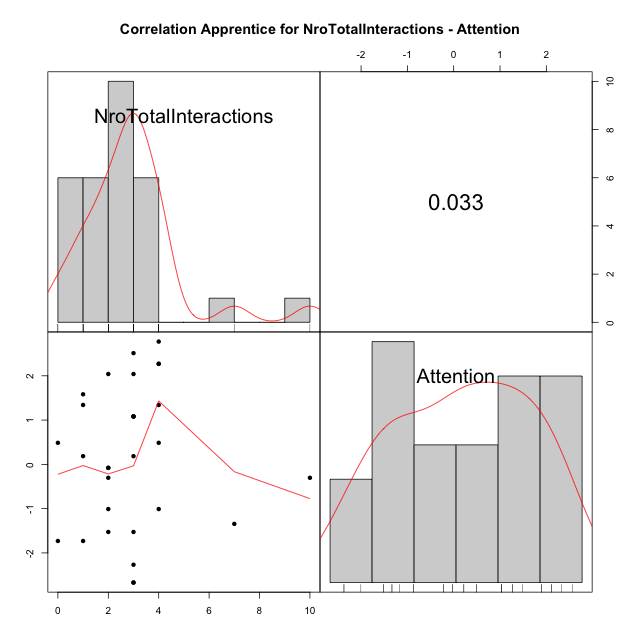 Correlation Apprentice for NroTotalInteractions - Attention
-2 -1 0 1 2
NroTotalInteractions
0.033
0 2 4 6 8 10
Attention
-2 -1 0 1 2
0 2 4 6 8 10